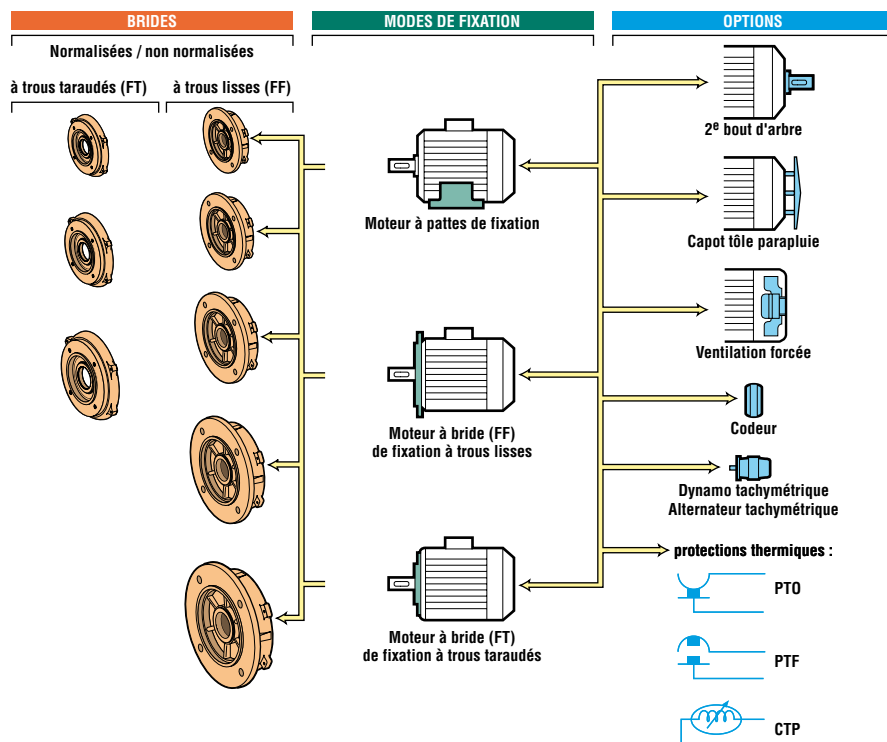 BRIDES
Normalisées / non normalisées
à trous taraudés (FT)
à trous lisses (FF)
MODES DE FIXATION
Moteur à pattes de fixation
Moteur à bride (FF)
de fixation à trous lisses
Moteur à bride (FT)
de fixation à trous taraudés
OPTIONS
2e bout d'arbre
Capot tôle parapluie
Ventilation forcée
Codeur
Dynamo tachymétrique
Alternateur tachymétrique
protections thermiques :
PTO
PTF
CTP